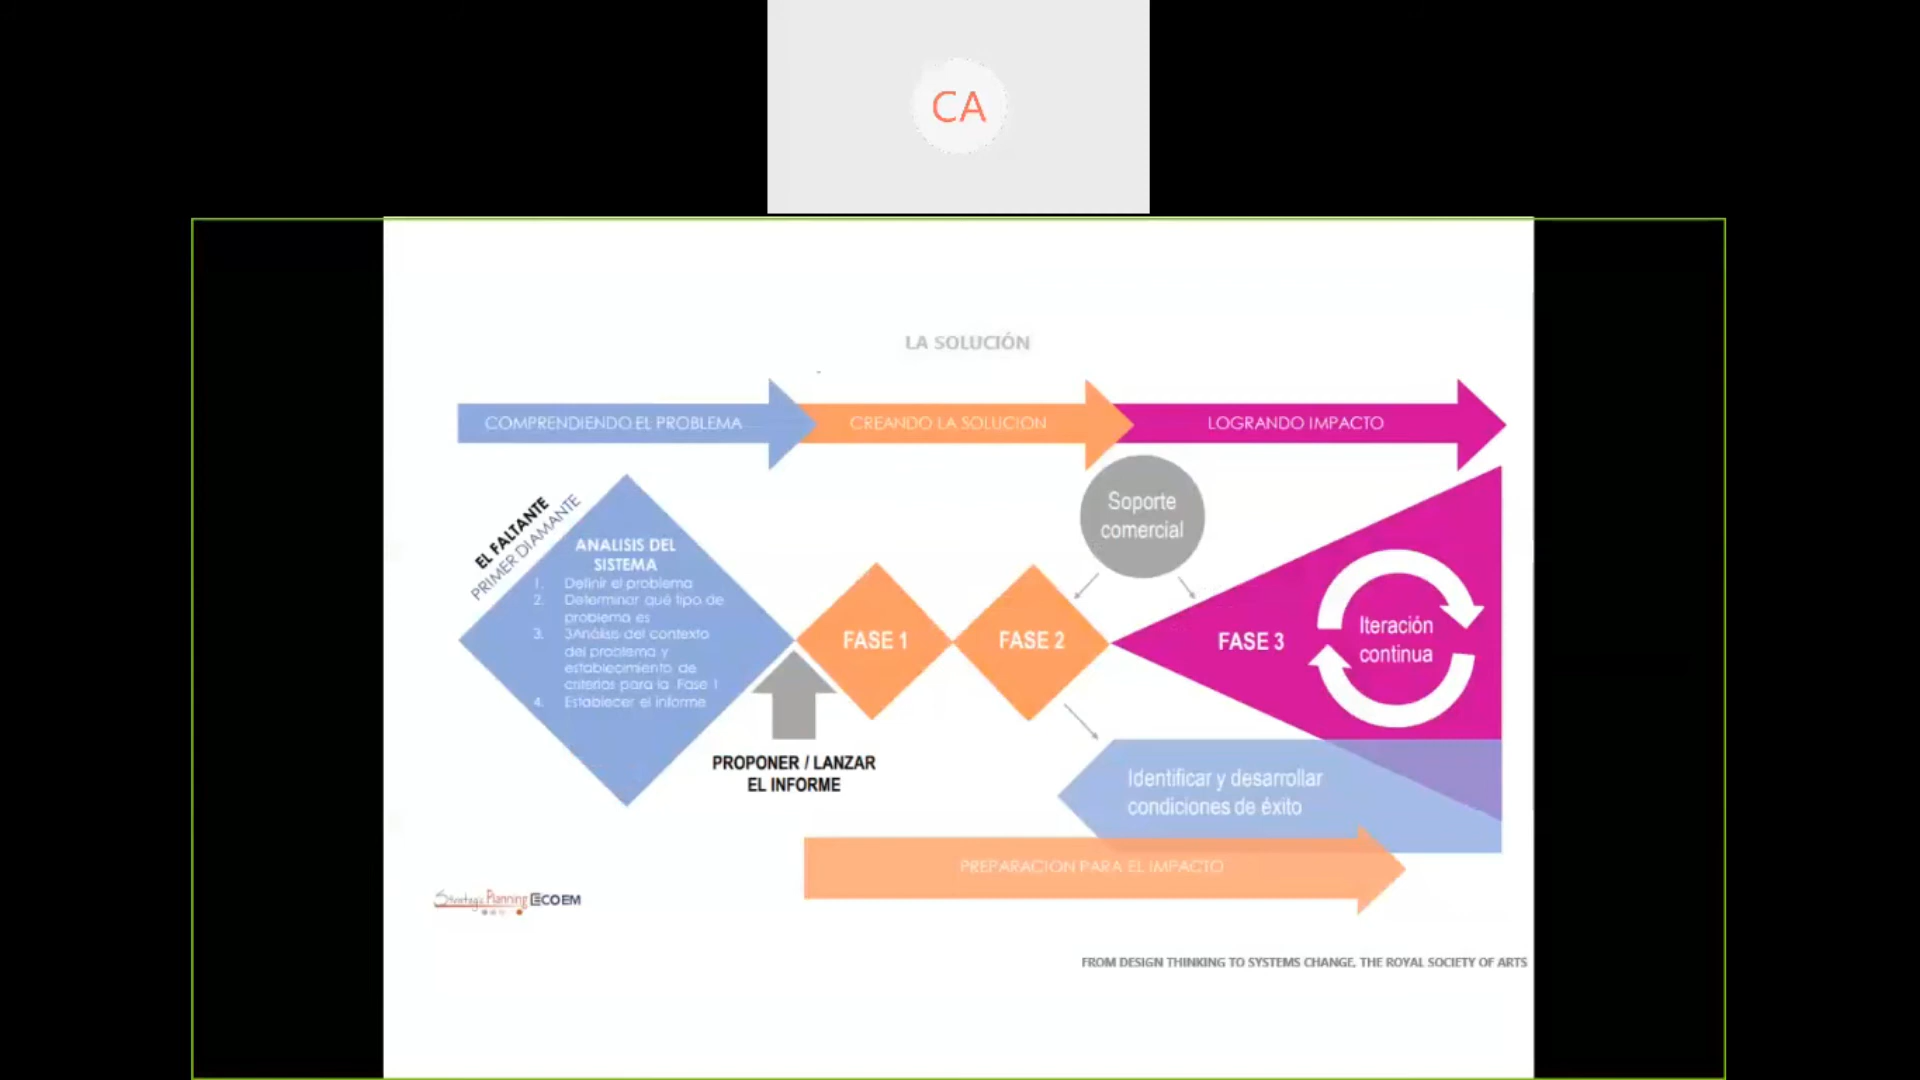 CA
LA SOLUCIÓN
COMPRENDIENDO EL PROBLEMA
CREANDO LA SOLUCION
LOGRANDO IMPACTO
EL FALTANTE
PRIMER DIAMANTE
ANALISIS DEL
SISTEMA
1. Definir el problema
2. Determinar qué tipo de
problema es
3. 3Análisis del contexto
del problema y
establecimiento de
criterios para la Fase 1
4. Establecer el informe
Soporte
comercial
FASE 1
FASE 2
FASE 3
Iteración
continua
PROPONER / LANZAR
EL INFORME
Identificar y desarrollar
condiciones de éxito
PREPARACION PARA EL IMPACTO
Strategic Planning ECOEM
FROM DESIGN THINKING TO SYSTEMS CHANGE, THE ROYAL SOCIETY OF ARTS